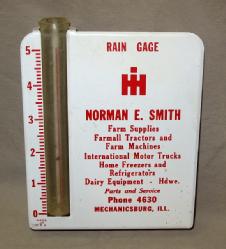 RAIN GAGE
5
4
3
2
1
0
IH
NORMAN E. SMITH
Farm Supplies
Farmall Tractors and
Farm Machines
International Motor Trucks
Home Freezers and
Refrigerators
Dairy Equipment - Hdwe.
Parts and Service
Phone 4630
MECHANICSBURG, ILL.